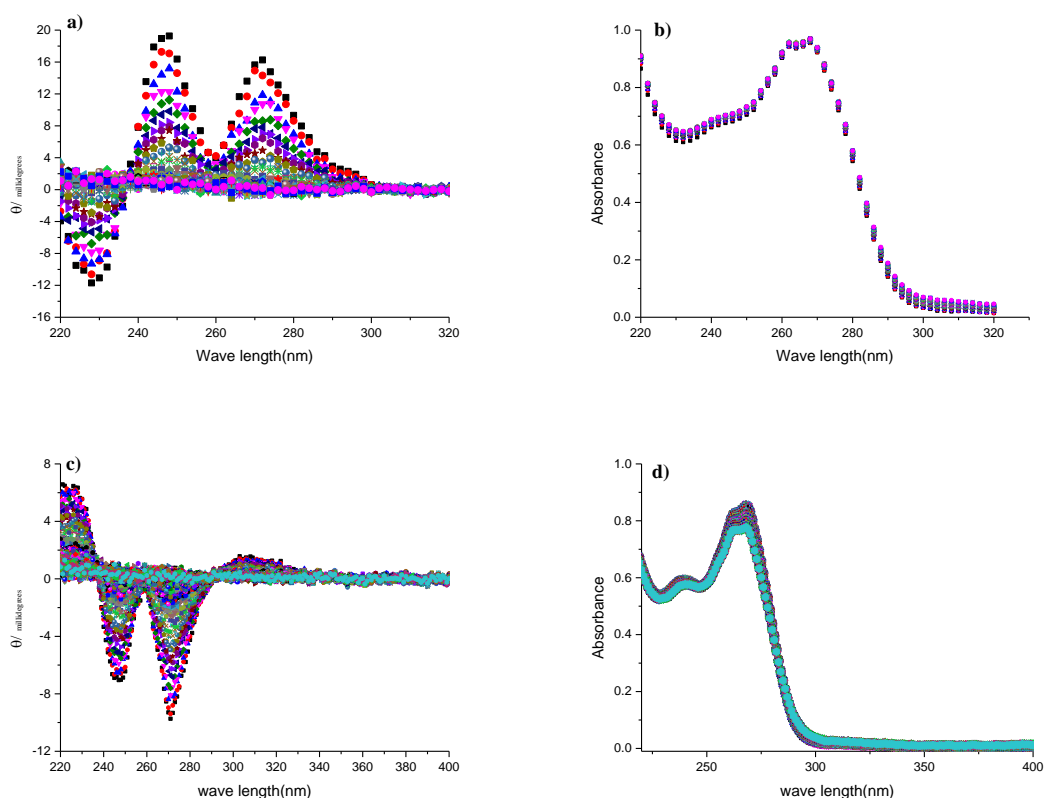 a)
20
16
12
8
4
0
-4
-8
-12
-16
θ/ millidegrees
220 240 260 280 300 320
Wave length(nm)
b)
1.0
0.8
0.6
0.4
0.2
0.0
Absorbance
220 240 260 280 300 320
Wave length(nm)
c)
8
4
0
-4
-8
-12
θ/ millidegrees
220 240 260 280 300 320 340 360 380 400
wave length(nm)
d)
1.0
0.8
0.6
0.4
0.2
0.0
Absorbance
250 300 350 400
wave length(nm)